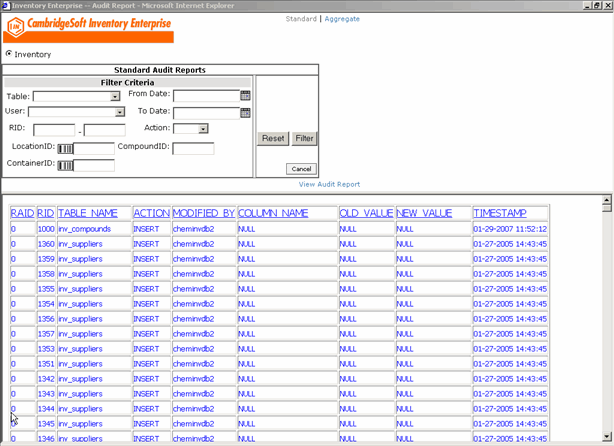 Inventory Enterprise -- Audit Report - Microsoft Internet Explorer
CambridgeSoft Inventory Enterprise
Standard | Aggregate
Inventory
Standard Audit Reports
Filter Criteria
Table: From Date:
User: To Date:
RID: - Action:
Reset Filter
LocationID: CompoundID:
ContainerID:
Cancel
View Audit Report
RAID RID TABLE_NAME ACTION MODIFIED_BY COLUMN_NAME OLD_VALUE NEW_VALUE TIMESTAMP
0 1000 inv_compounds INSERT cheminvdb2 NULL NULL NULL 01-29-2007 11:52:12
0 1360 inv_suppliers INSERT cheminvdb2 NULL NULL NULL 01-27-2005 14:43:45
0 1359 inv_suppliers INSERT cheminvdb2 NULL NULL NULL 01-27-2005 14:43:45
0 1358 inv_suppliers INSERT cheminvdb2 NULL NULL NULL 01-27-2005 14:43:45
0 1355 inv_suppliers INSERT cheminvdb2 NULL NULL NULL 01-27-2005 14:43:45
0 1354 inv_suppliers INSERT cheminvdb2 NULL NULL NULL 01-27-2005 14:43:45
0 1356 inv_suppliers INSERT cheminvdb2 NULL NULL NULL 01-27-2005 14:43:45
0 1357 inv_suppliers INSERT cheminvdb2 NULL NULL NULL 01-27-2005 14:43:45
0 1353 inv_suppliers INSERT cheminvdb2 NULL NULL NULL 01-27-2005 14:43:45
0 1351 inv_suppliers INSERT cheminvdb2 NULL NULL NULL 01-27-2005 14:43:45
0 1342 inv_suppliers INSERT cheminvdb2 NULL NULL NULL 01-27-2005 14:43:45
0 1343 inv_suppliers INSERT cheminvdb2 NULL NULL NULL 01-27-2005 14:43:45
0 1344 inv_suppliers INSERT cheminvdb2 NULL NULL NULL 01-27-2005 14:43:45
0 1345 inv_suppliers INSERT cheminvdb2 NULL NULL NULL 01-27-2005 14:43:45
0 1346 inv_suppliers INSERT cheminvdb2 NULL NULL NULL 01-27-2005 14:43:45